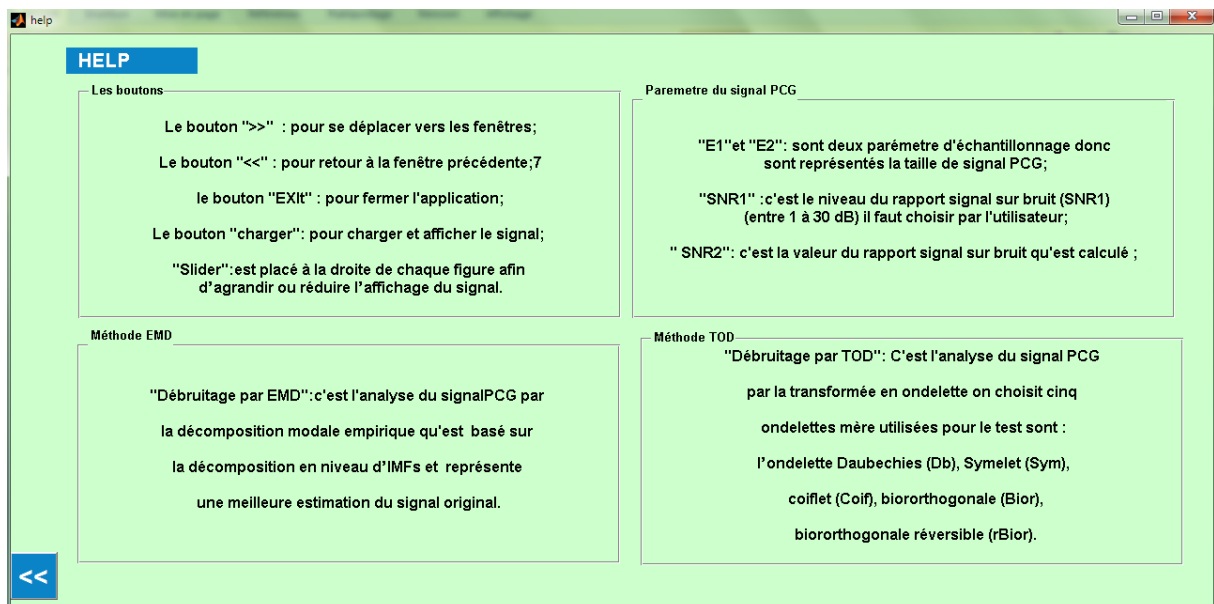 help
HELP
Les boutons
Le bouton ">>" : pour se déplacer vers les fenêtres;
Le bouton "<<" : pour retour à la fenêtre précédente;7
le bouton "EXIt" : pour fermer l'application;
Le bouton "charger": pour charger et afficher le signal;
"Slider":est placé à la droite de chaque figure afin
d'agrandir ou réduire l'affichage du signal.
Paremetre du signal PCG
"E1"et "E2": sont deux parémetre d'échantillonnage donc
sont représentés la taille de signal PCG;
"SNR1" :c'est le niveau du rapport signal sur bruit (SNR1)
(entre 1 à 30 dB) il faut choisir par l'utilisateur;
" SNR2": c'est la valeur du rapport signal sur bruit qu'est calculé ;
Méthode EMD
"Débruitage par EMD":c'est l'analyse du signalPCG par
la décomposition modale empirique qu'est basé sur
la décomposition en niveau d'IMFs et représente
une meilleure estimation du signal original.
Méthode TOD
"Débruitage par TOD": C'est l'analyse du signal PCG
par la transformée en ondelette on choisit cinq
ondelettes mère utilisées pour le test sont :
l'ondelette Daubechies (Db), Symelet (Sym),
coiflet (Coif), biororthogonale (Bior),
biororthogonale réversible (rBior).
<<